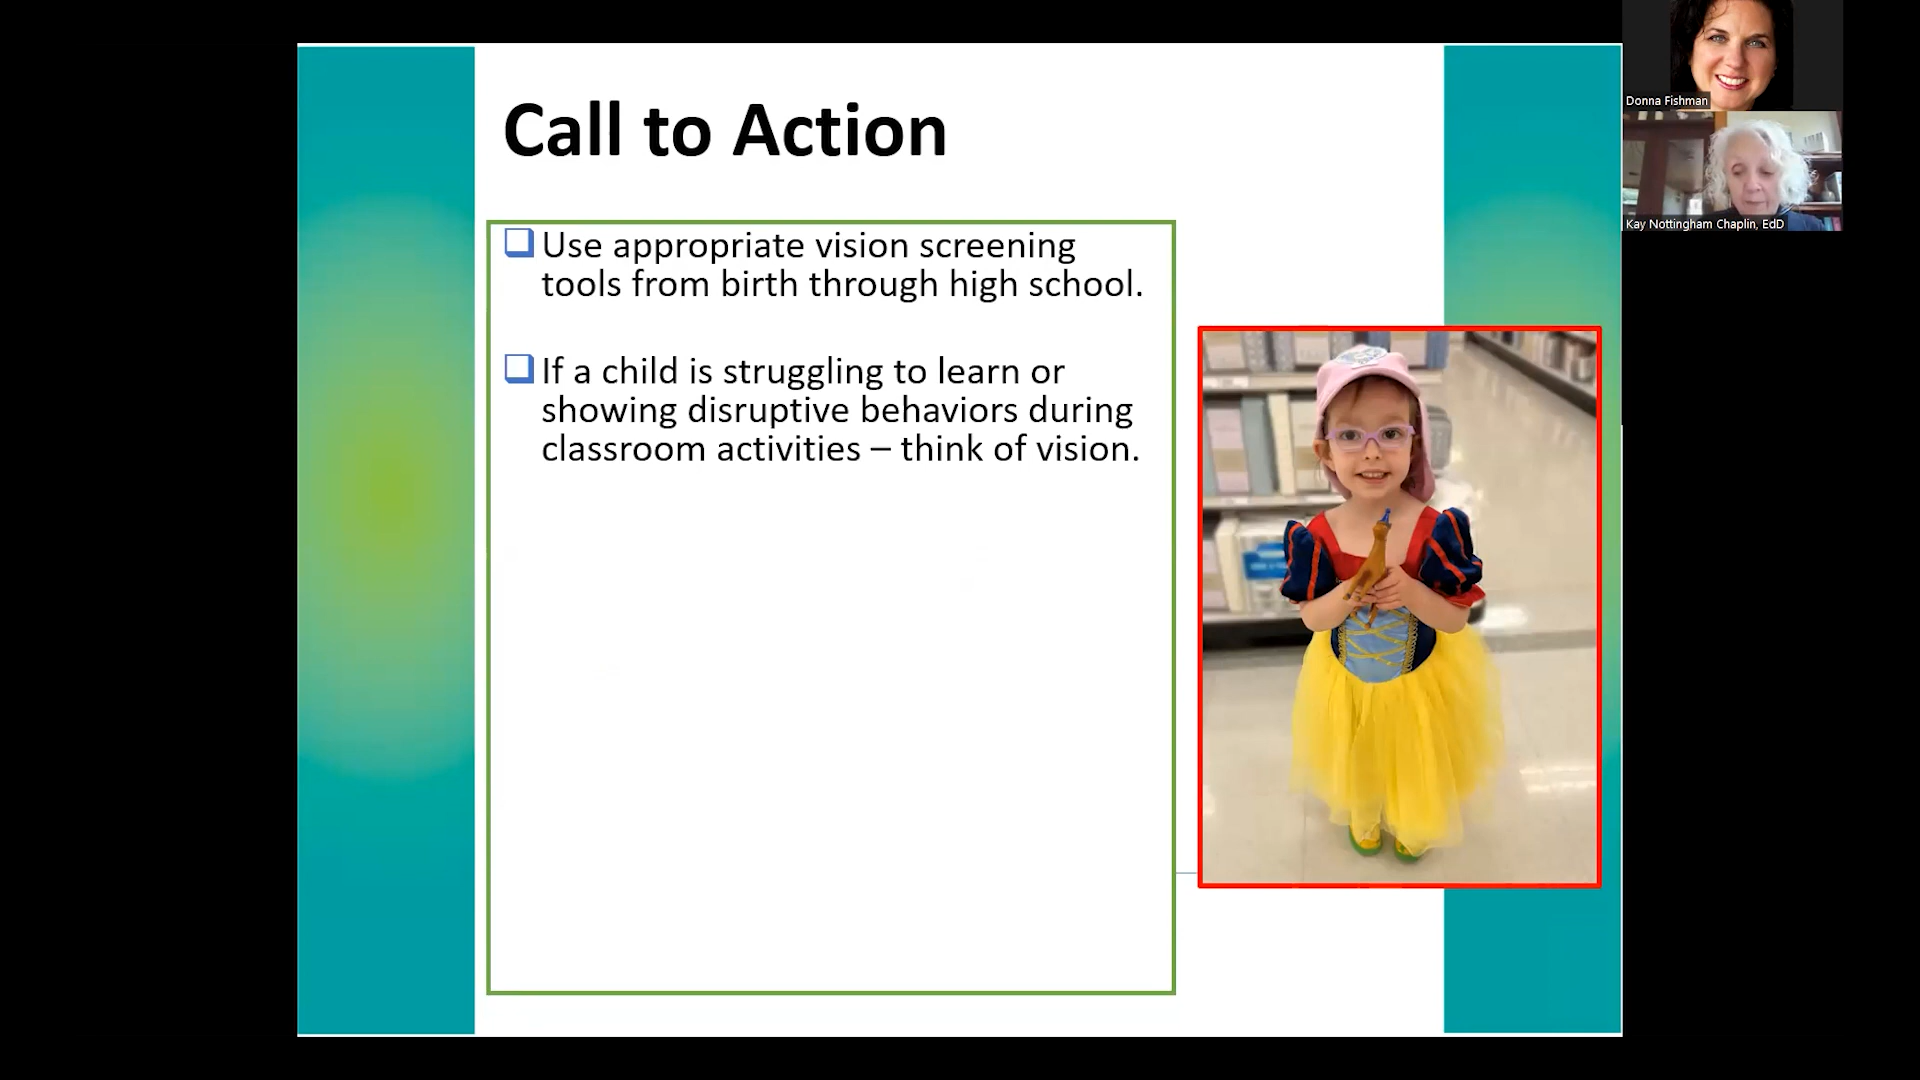 Call to Action
Use appropriate vision screening
tools from birth through high school.
If a child is struggling to learn or
showing disruptive behaviors during
classroom activities – think of vision.
Donna Fishman
Kay Nottingham Chaplin, EdD